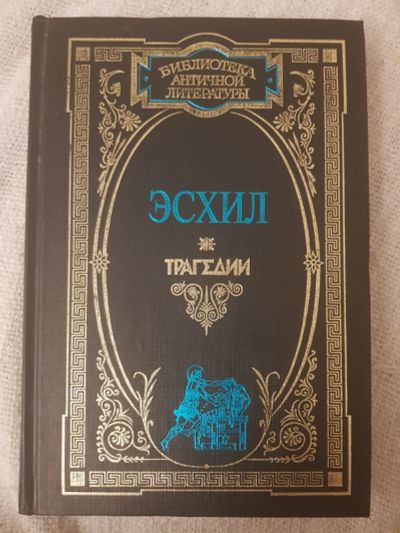 БИБЛИОТЕКА
АНТИЧНОЙ
ЛИТЕРАТУРЫ
ЭСХИЛ
ТРАГЕДИИ